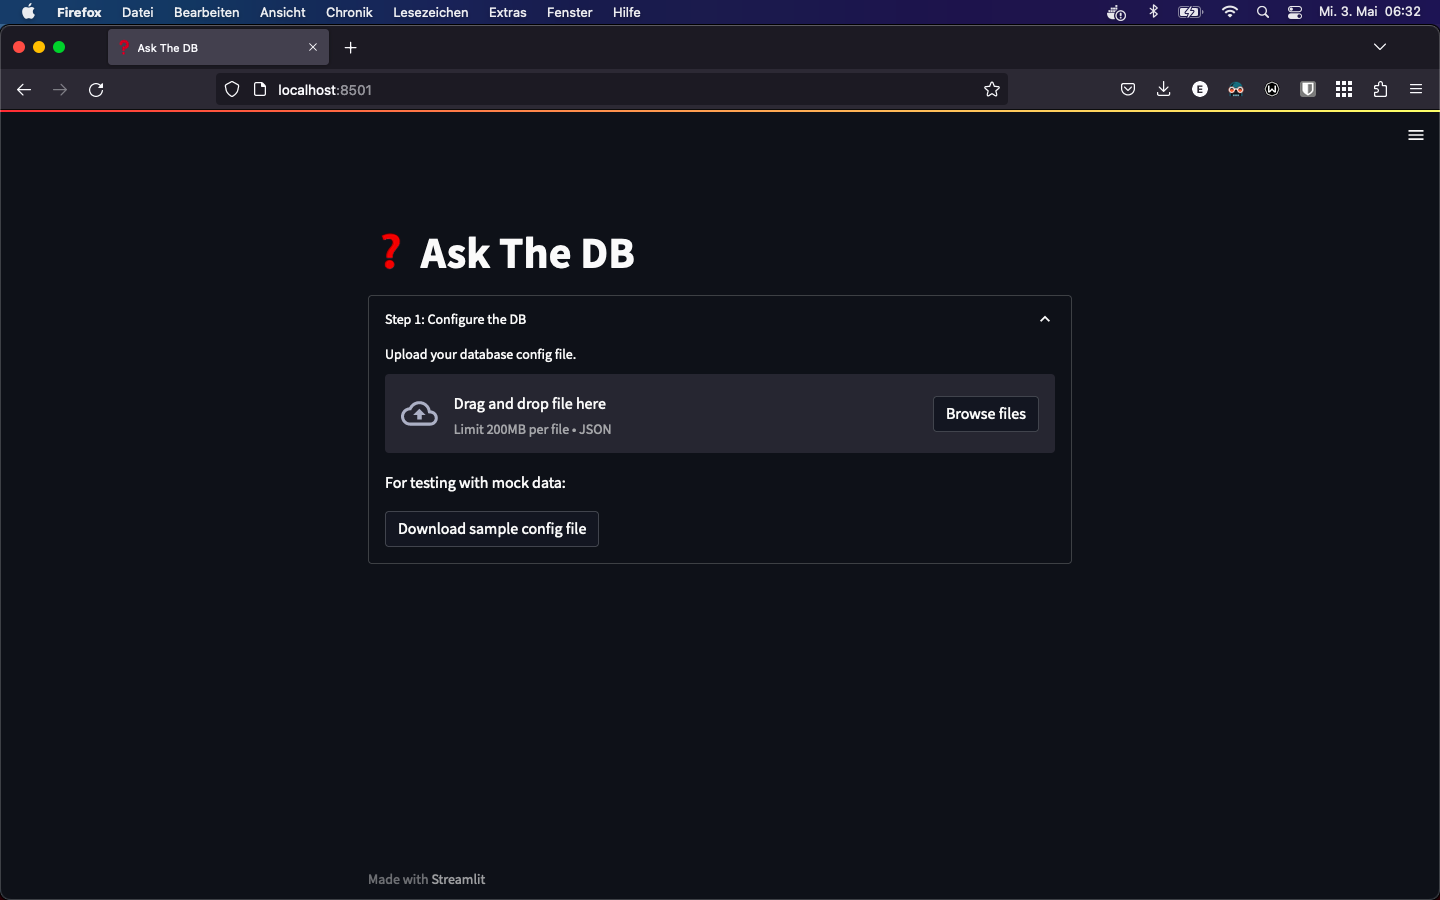 Firefox Datei Bearbeiten Ansicht Chronik Lesezeichen Extras Fenster Hilfe Mi. 3. Mai 06:32
❓ Ask The DB
localhost:8501
E
❓ Ask The DB
Step 1: Configure the DB
Upload your database config file.
Drag and drop file here
Browse files
Limit 200MB per file • JSON
For testing with mock data:
Download sample config file
Made with Streamlit